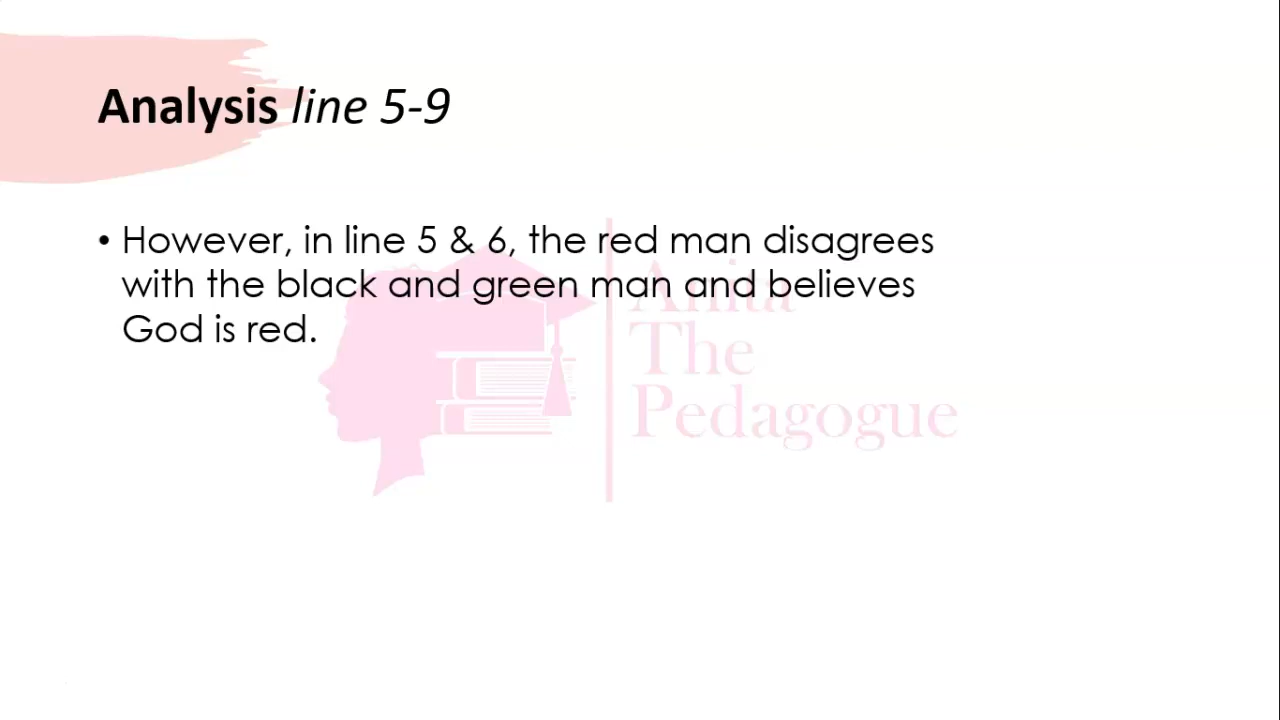 Analysis line 5-9
• However, in line 5 & 6, the red man disagrees
with the black and green man and believes
God is red.
Anita
The
Pedagogue